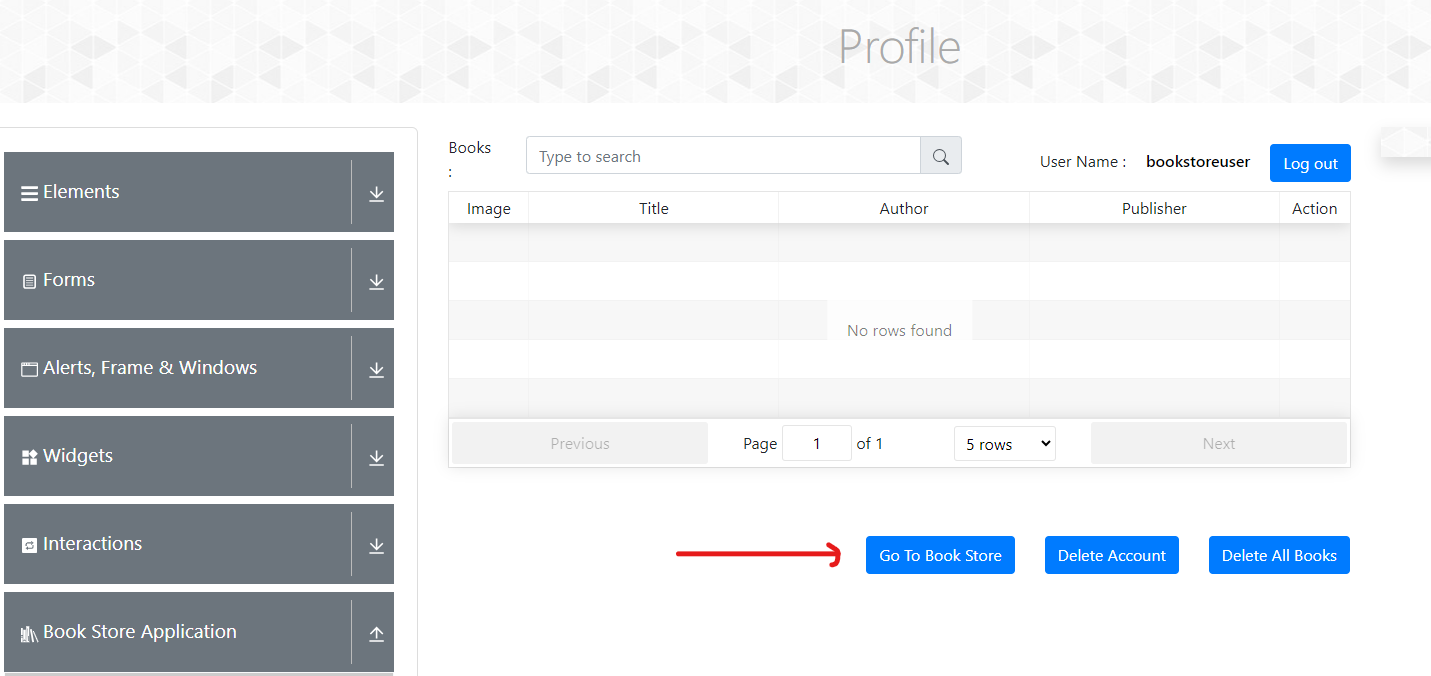 Profile
Elements
Forms
Alerts, Frame & Windows
Widgets
Interactions
Book Store Application
Books
:
Type to search
User Name : bookstoreuser Log out
Image Title Author Publisher Action
No rows found
Previous Page 1 of 1 5 rows Next
Go To Book Store Delete Account Delete All Books